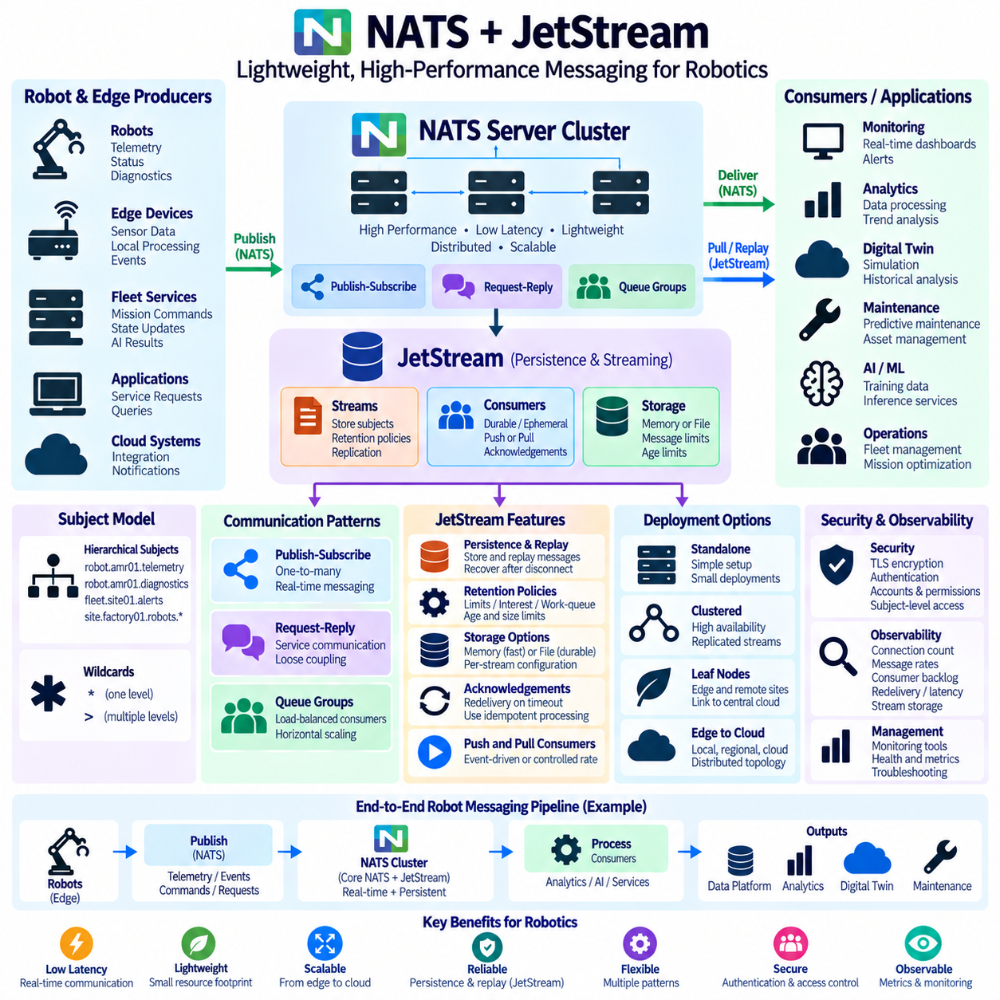 N NATS + JetStream
Lightweight, High-Performance Messaging for Robotics
Robot & Edge Producers
Robots
Telemetry
Status
Diagnostics
Edge Devices
Sensor Data
Local Processing
Events
Fleet Services
Mission Commands
State Updates
AI Results
Applications
Service Requests
Queries
Cloud Systems
Integration
Notifications
Publish
(NATS)
N NATS Server Cluster
High Performance • Low Latency • Lightweight
Distributed • Scalable
Publish-Subscribe
Request-Reply
Queue Groups
Deliver
(NATS)
Pull / Replay
(JetStream)
JetStream (Persistence & Streaming)
Streams
Store subjects
Retention policies
Replication
Consumers
Durable / Ephemeral
Push or Pull
Acknowledgements
Storage
Memory or File
Message limits
Age limits
Consumers / Applications
Monitoring
Real-time dashboards
Alerts
Analytics
Data processing
Trend analysis
Digital Twin
Simulation
Historical analysis
Maintenance
Predictive maintenance
Asset management
AI / ML
Training data
Inference services
Operations
Fleet management
Mission optimization
Subject Model
Hierarchical Subjects
robot.amr01.telemetry
robot.amr01.diagnostics
fleet.site01.alerts
site.factory01.robots.*
Wildcards
* (one level)
> (multiple levels)
Communication Patterns
Publish-Subscribe
One-to-many
Real-time messaging
Request-Reply
Service communication
Loose coupling
Queue Groups
Load-balanced consumers
Horizontal scaling
JetStream Features
Persistence & Replay
Store and replay messages
Recover after disconnect
Retention Policies
Limits / Interest / Work-queue
Age and size limits
Storage Options
Memory (fast) or File (durable)
Per-stream configuration
Acknowledgements
Redelivery on timeout
Use idempotent processing
Push and Pull Consumers
Event-driven or controlled rate
Deployment Options
Standalone
Simple setup
Small deployments
Clustered
High availability
Replicated streams
Leaf Nodes
Edge and remote sites
Link to central cloud
Edge to Cloud
Local, regional, cloud
Distributed topology
Security & Observability
Security
TLS encryption
Authentication
Accounts & permissions
Subject-level access
Observability
Connection count
Message rates
Consumer backlog
Redelivery / latency
Stream storage
Management
Monitoring tools
Health and metrics
Troubleshooting
End-to-End Robot Messaging Pipeline (Example)
Robots
(Edge)
Publish
(NATS)
Telemetry / Events
Commands / Requests
N
NATS Cluster
(Core NATS + JetStream)
Real-time + Persistent
Process
Consumers
Analytics / AI / Services
Outputs
Data Platform
Analytics
Digital Twin
Maintenance
Key Benefits for Robotics
Low Latency
Real-time communication
Lightweight
Small resource footprint
Scalable
From edge to cloud
Reliable
Persistence & replay (JetStream)
Flexible
Multiple patterns
Secure
Authentication & access control
Observable
Metrics & monitoring